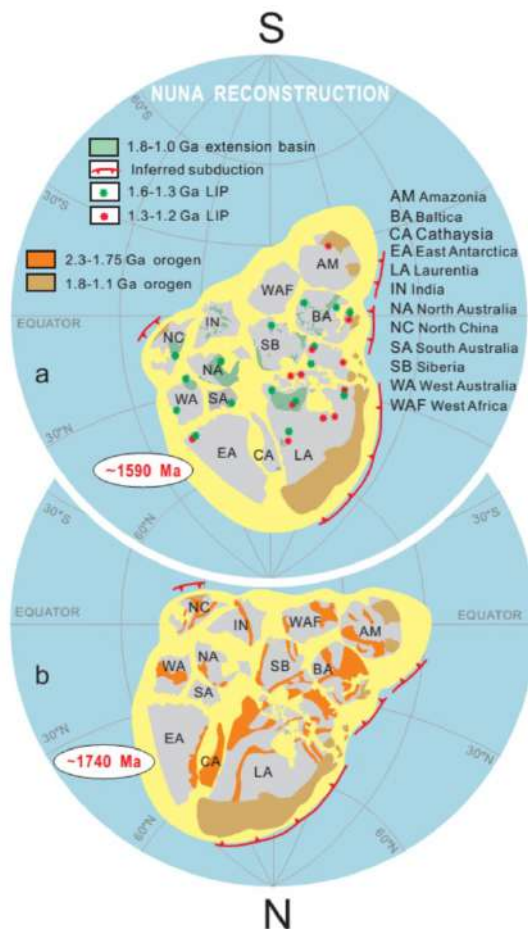 S
NUNA RECONSTRUCTION
60°S
1.8-1.0 Ga extension basin
Inferred subduction
1.6-1.3 Ga LIP
1.3-1.2 Ga LIP
30°S
2.3-1.75 Ga orogen
1.8-1.1 Ga orogen
EQUATOR
a
30°N
60°N
~1590 Ma
AM Amazonia
BA Baltica
CA Cathaysia
EA East Antarctica
LA Laurentia
IN India
NA North Australia
NC North China
SA South Australia
SB Siberia
WA West Australia
WAF West Africa
AM
WAF
BA
IN
NC
SB
NA
WA
SA
EA
CA
LA
30°S
30°S
EQUATOR
EQUATOR
b
30°N
30°N
60°N
60°N
~1740 Ma
NC
IN
WAF
AM
WA
NA
SB
BA
SA
EA
CA
LA
N